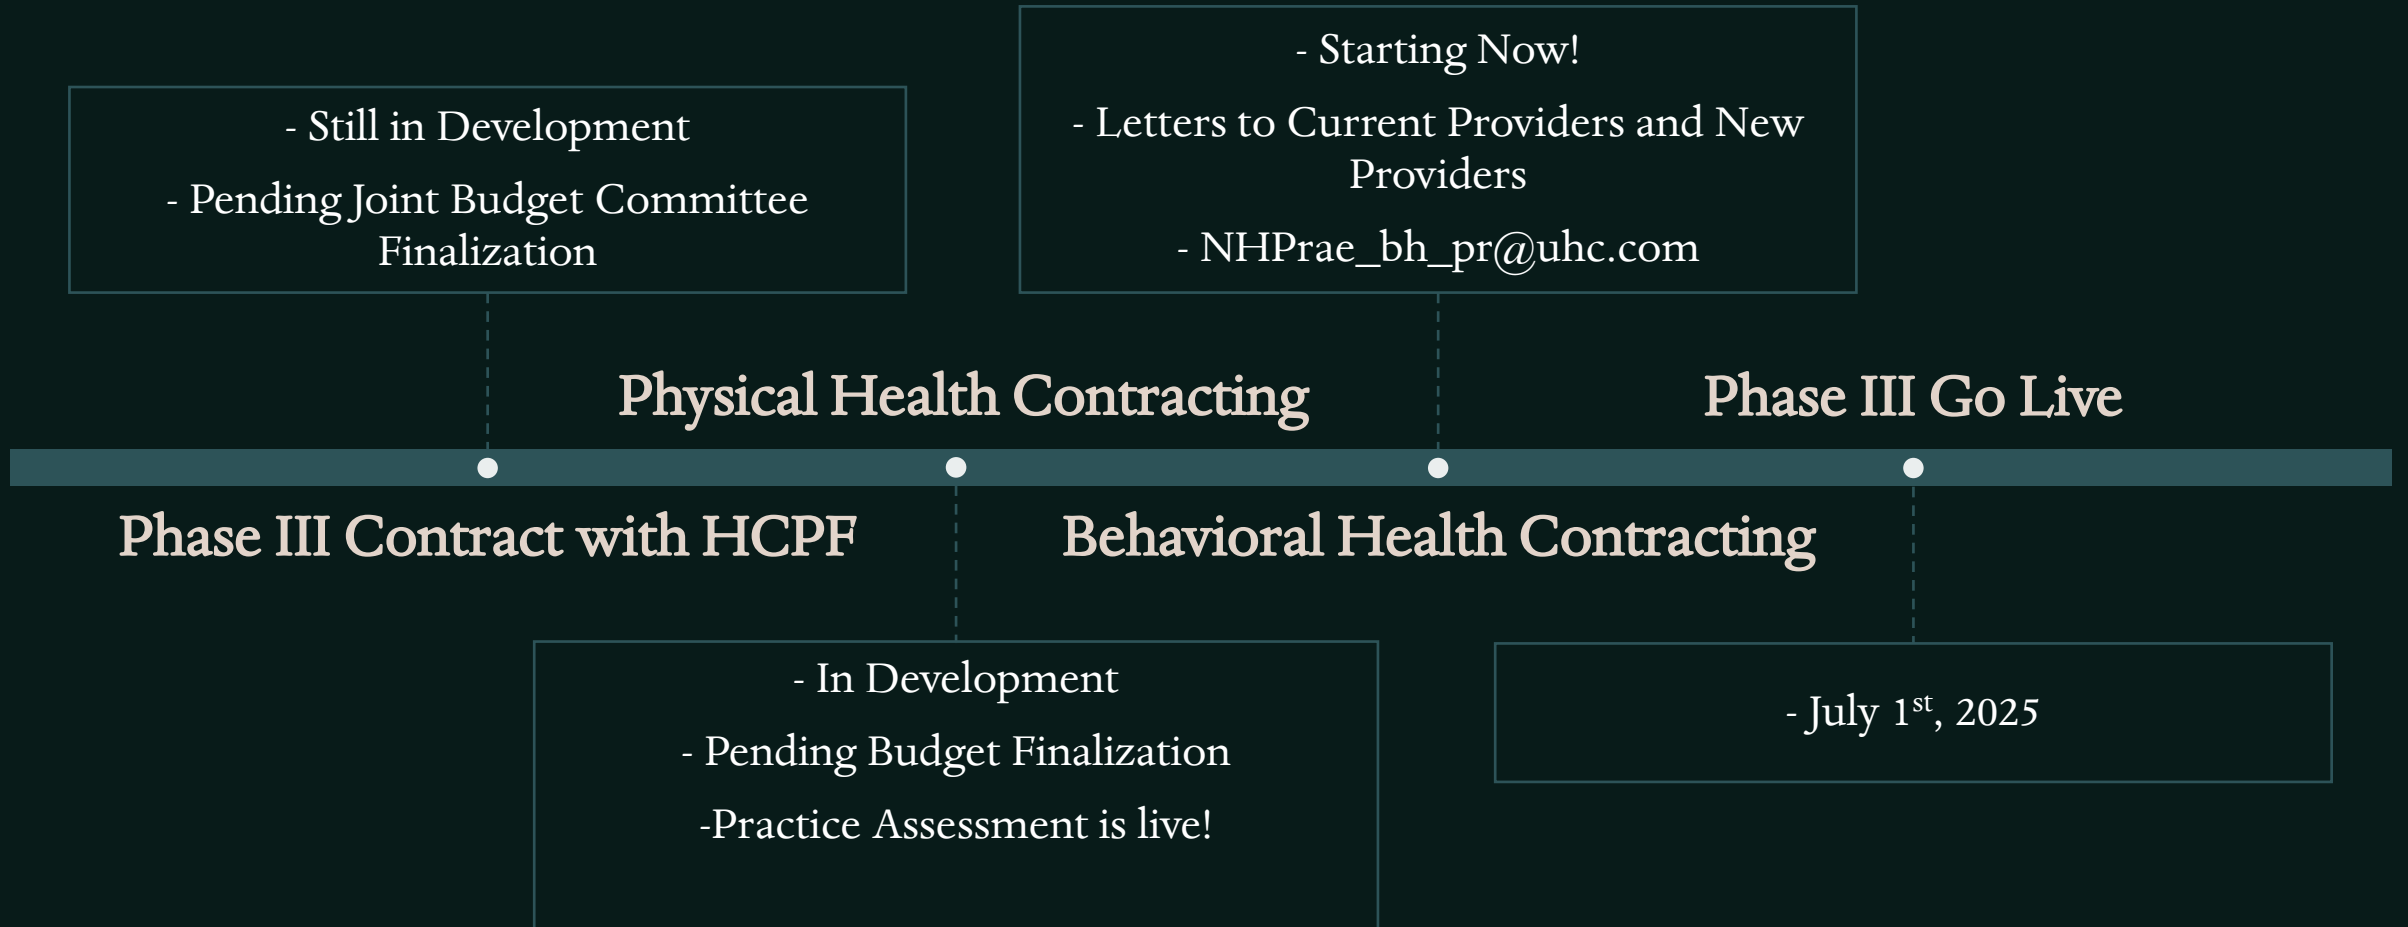 - Still in Development
- Pending Joint Budget Committee
Finalization
- Starting Now!
- Letters to Current Providers and New
Providers
- NHPrae_bh_pr@uhc.com
Physical Health Contracting
Phase III Go Live
Phase III Contract with HCPF
Behavioral Health Contracting
- In Development
- Pending Budget Finalization
-Practice Assessment is live!
- July 1st, 2025